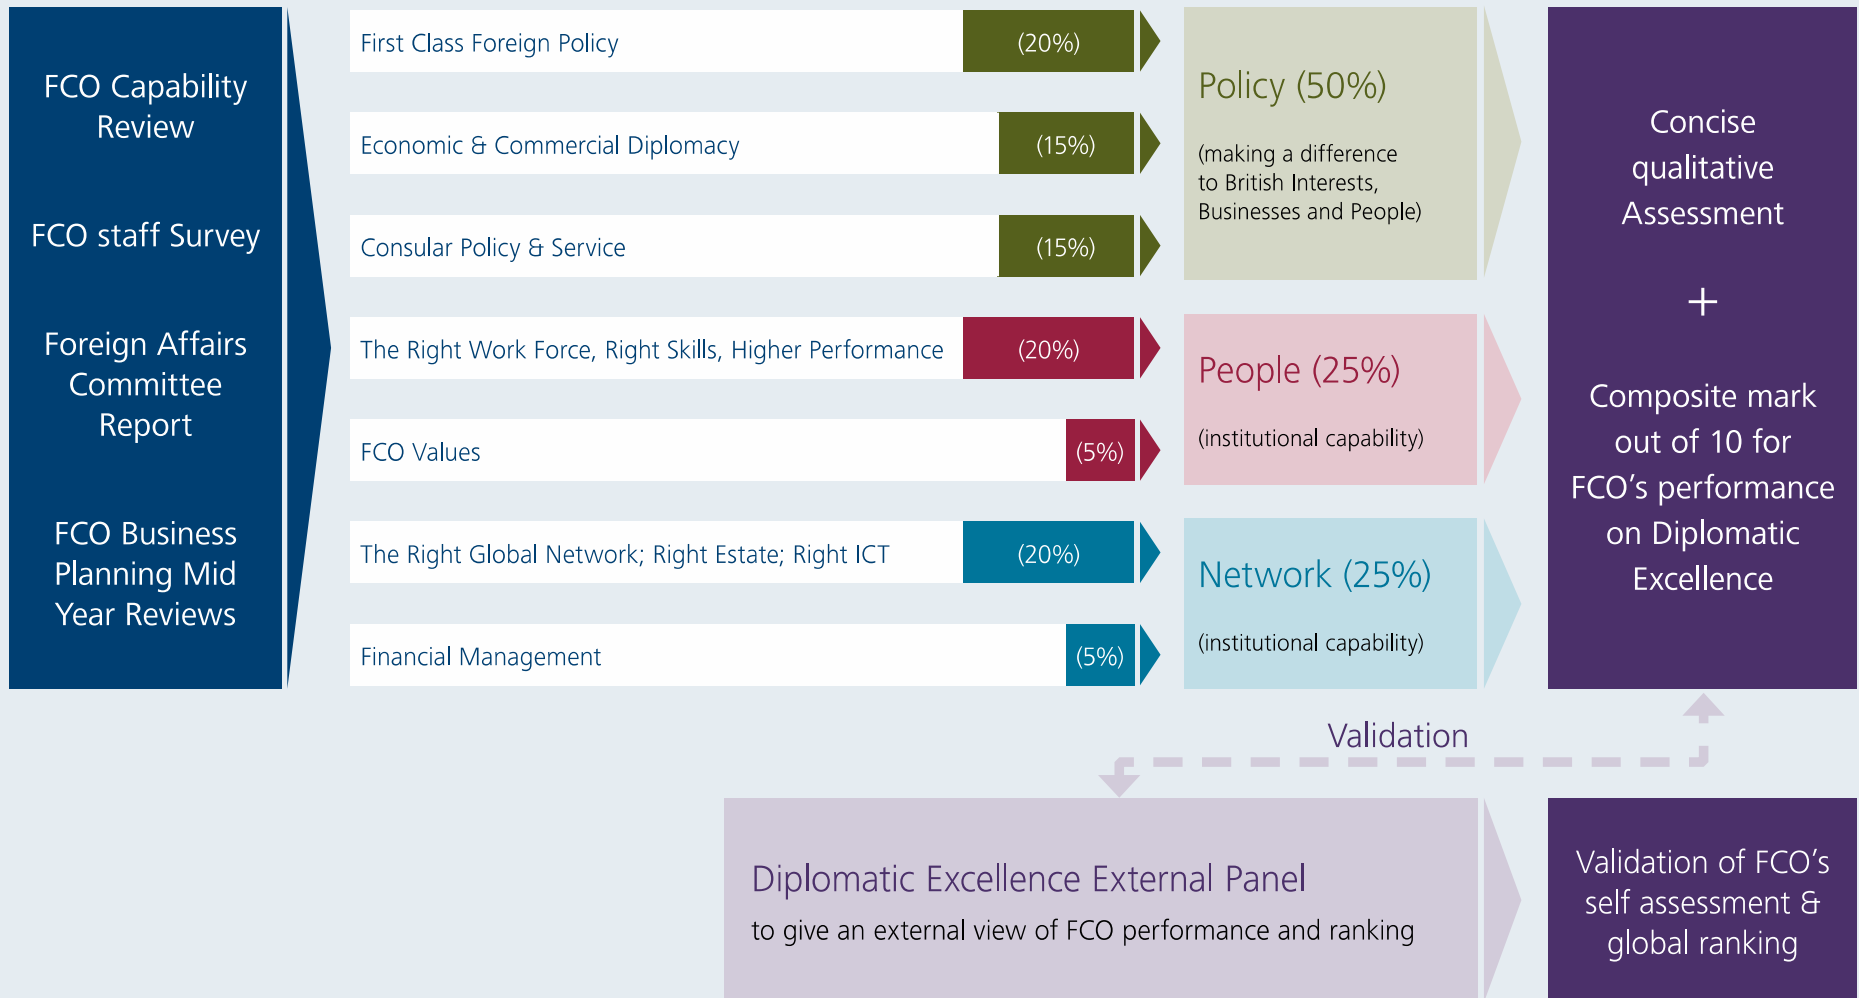 FCO Capability
Review
FCO staff Survey
Foreign Affairs
Committee
Report
FCO Business
Planning Mid
Year Reviews
First Class Foreign Policy
(20%)
Economic & Commercial Diplomacy
(15%)
Consular Policy & Service
(15%)
The Right Work Force, Right Skills, Higher Performance
(20%)
FCO Values
(5%)
The Right Global Network; Right Estate; Right ICT
(20%)
Financial Management
(5%)
Policy (50%)
(making a difference
to British Interests,
Businesses and People)
People (25%)
(institutional capability)
Network (25%)
(institutional capability)
Concise
qualitative
Assessment
+
Composite mark
out of 10 for
FCO’s performance
on Diplomatic
Excellence
Validation
Diplomatic Excellence External Panel
to give an external view of FCO performance and ranking
Validation of FCO’s
self assessment &
global ranking